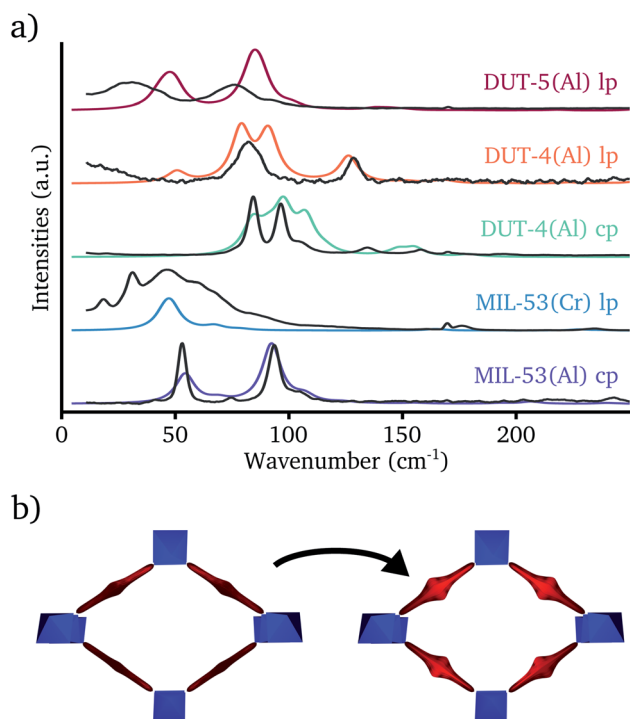 a)
DUT-5(Al) lp
DUT-4(Al) lp
DUT-4(Al) cp
MIL-53(Cr) lp
MIL-53(Al) cp
Intensities (a.u.)
0 50 100 150 200
Wavenumber (cm⁻¹)
b)